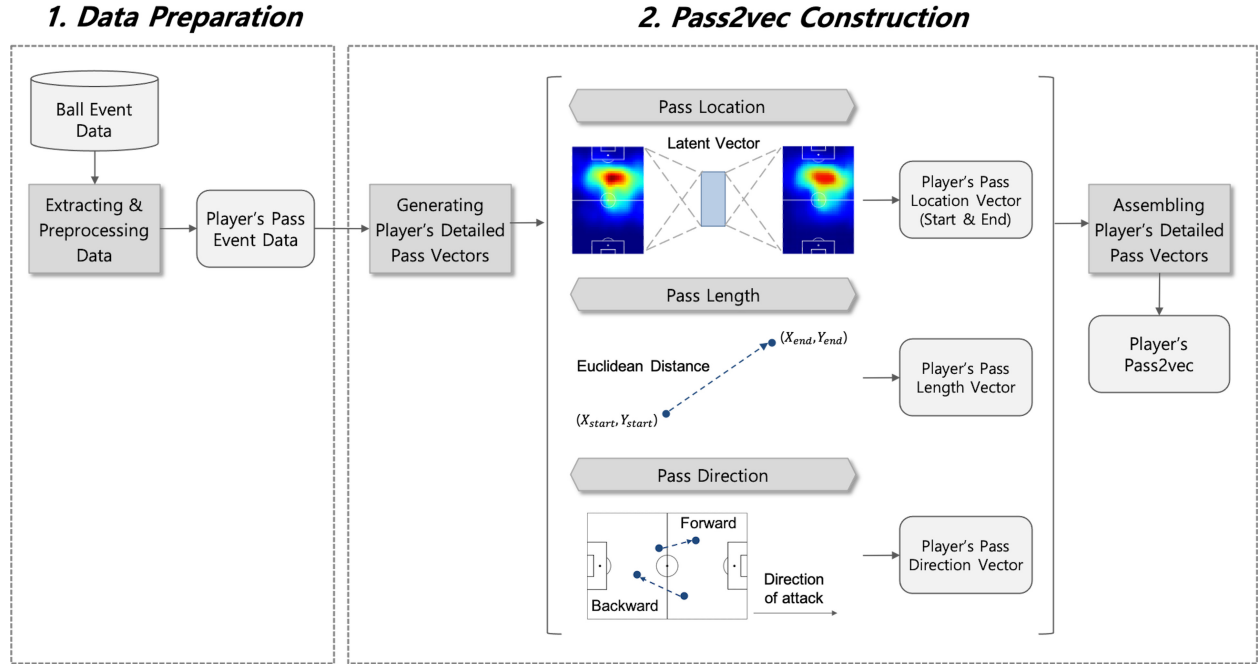 1. Data Preparation
2. Pass2vec Construction
Ball Event
Data
Extracting &
Preprocessing
Data
Player's Pass
Event Data
Generating
Player's Detailed
Pass Vectors
Pass Location
Latent Vector
Player's Pass
Location Vector
(Start & End)
Pass Length
Euclidean Distance
(X_end, Y_end)
(X_start, Y_start)
Player's Pass
Length Vector
Pass Direction
Forward
Backward
Direction
of attack
Player's Pass
Direction Vector
Assembling
Player's Detailed
Pass Vectors
Player's
Pass2vec